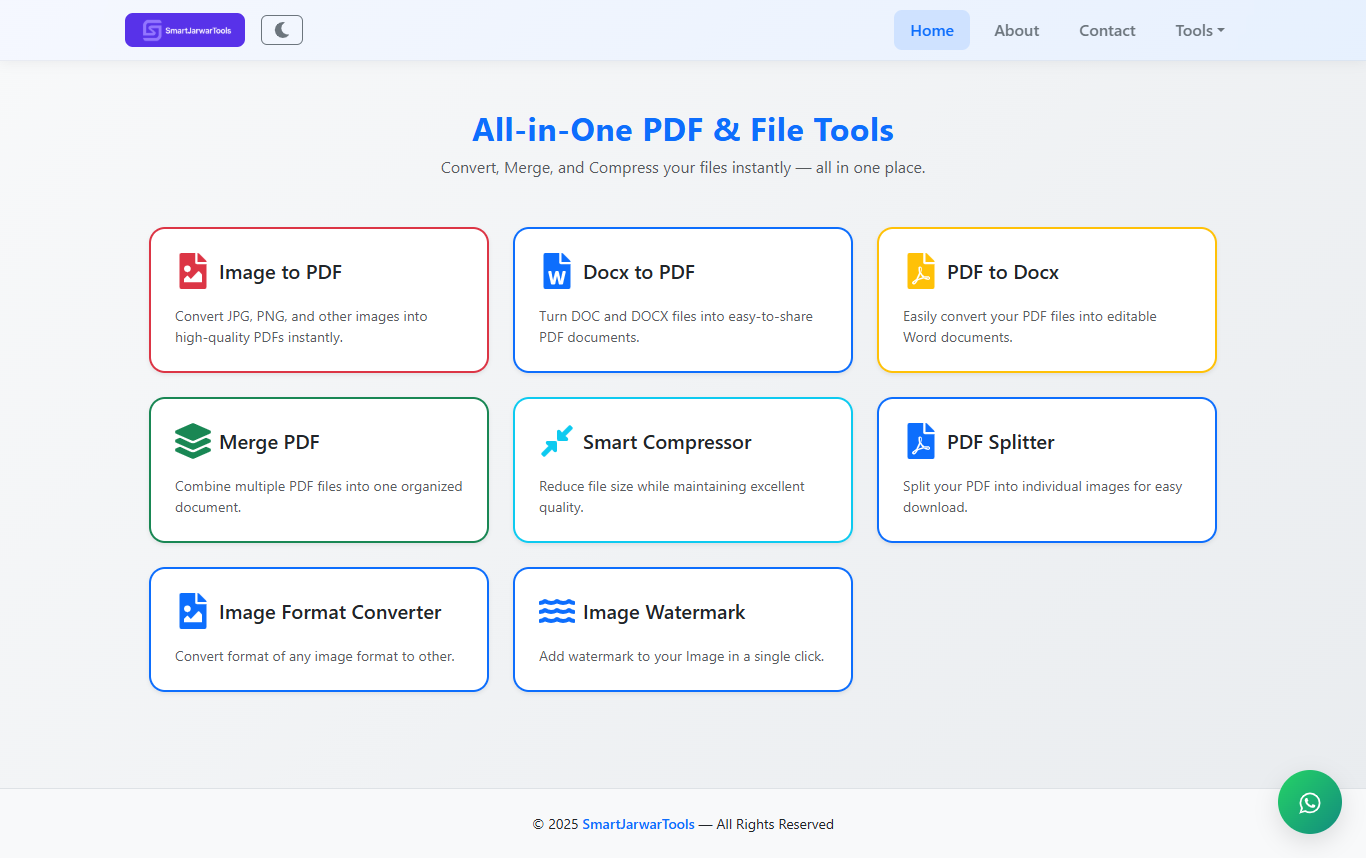 SmartJarwarTools
Home
About
Contact
Tools
All-in-One PDF & File Tools
Convert, Merge, and Compress your files instantly — all in one place.
Image to PDF
Convert JPG, PNG, and other images into
high-quality PDFs instantly.
W
Docx to PDF
Turn DOC and DOCX files into easy-to-share
PDF documents.
PDF to Docx
Easily convert your PDF files into editable
Word documents.
Merge PDF
Combine multiple PDF files into one organized
document.
Smart Compressor
Reduce file size while maintaining excellent
quality.
PDF Splitter
Split your PDF into individual images for easy
download.
Image Format Converter
Convert format of any image format to other.
Image Watermark
Add watermark to your Image in a single click.
© 2025 SmartJarwarTools — All Rights Reserved